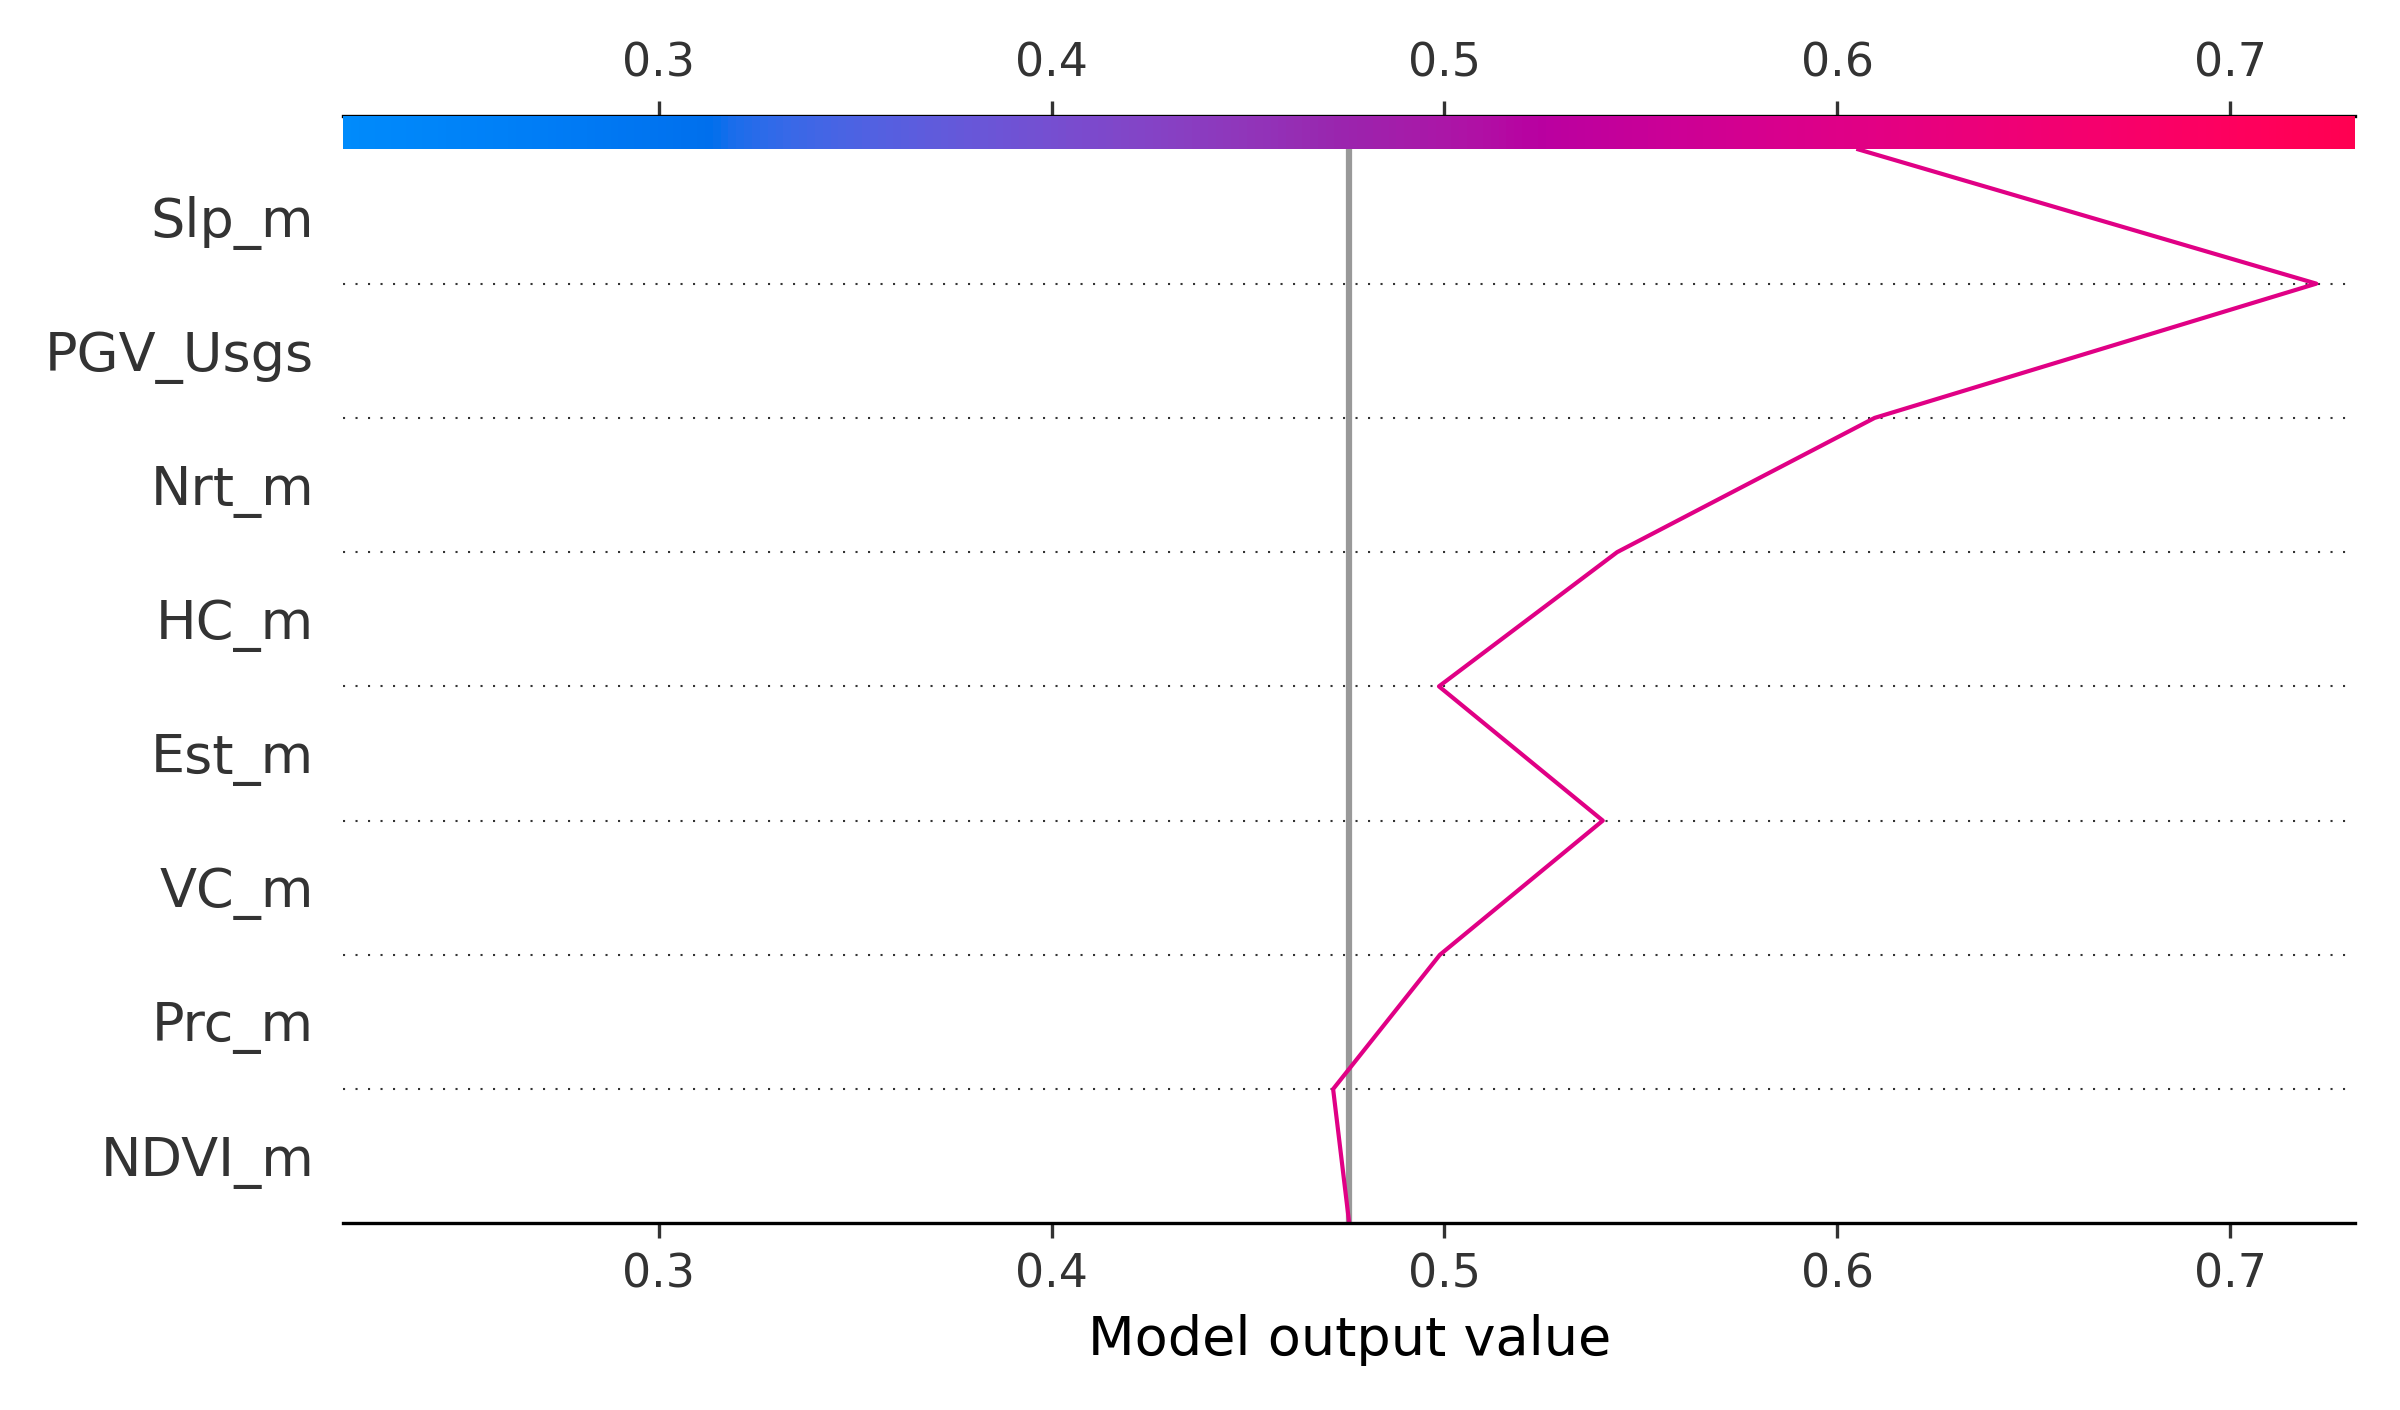 0.3 0.4 0.5 0.6 0.7
Slp_m
PGV_Usgs
Nrt_m
HC_m
Est_m
VC_m
Prc_m
NDVI_m
0.3 0.4 0.5 0.6 0.7
Model output value